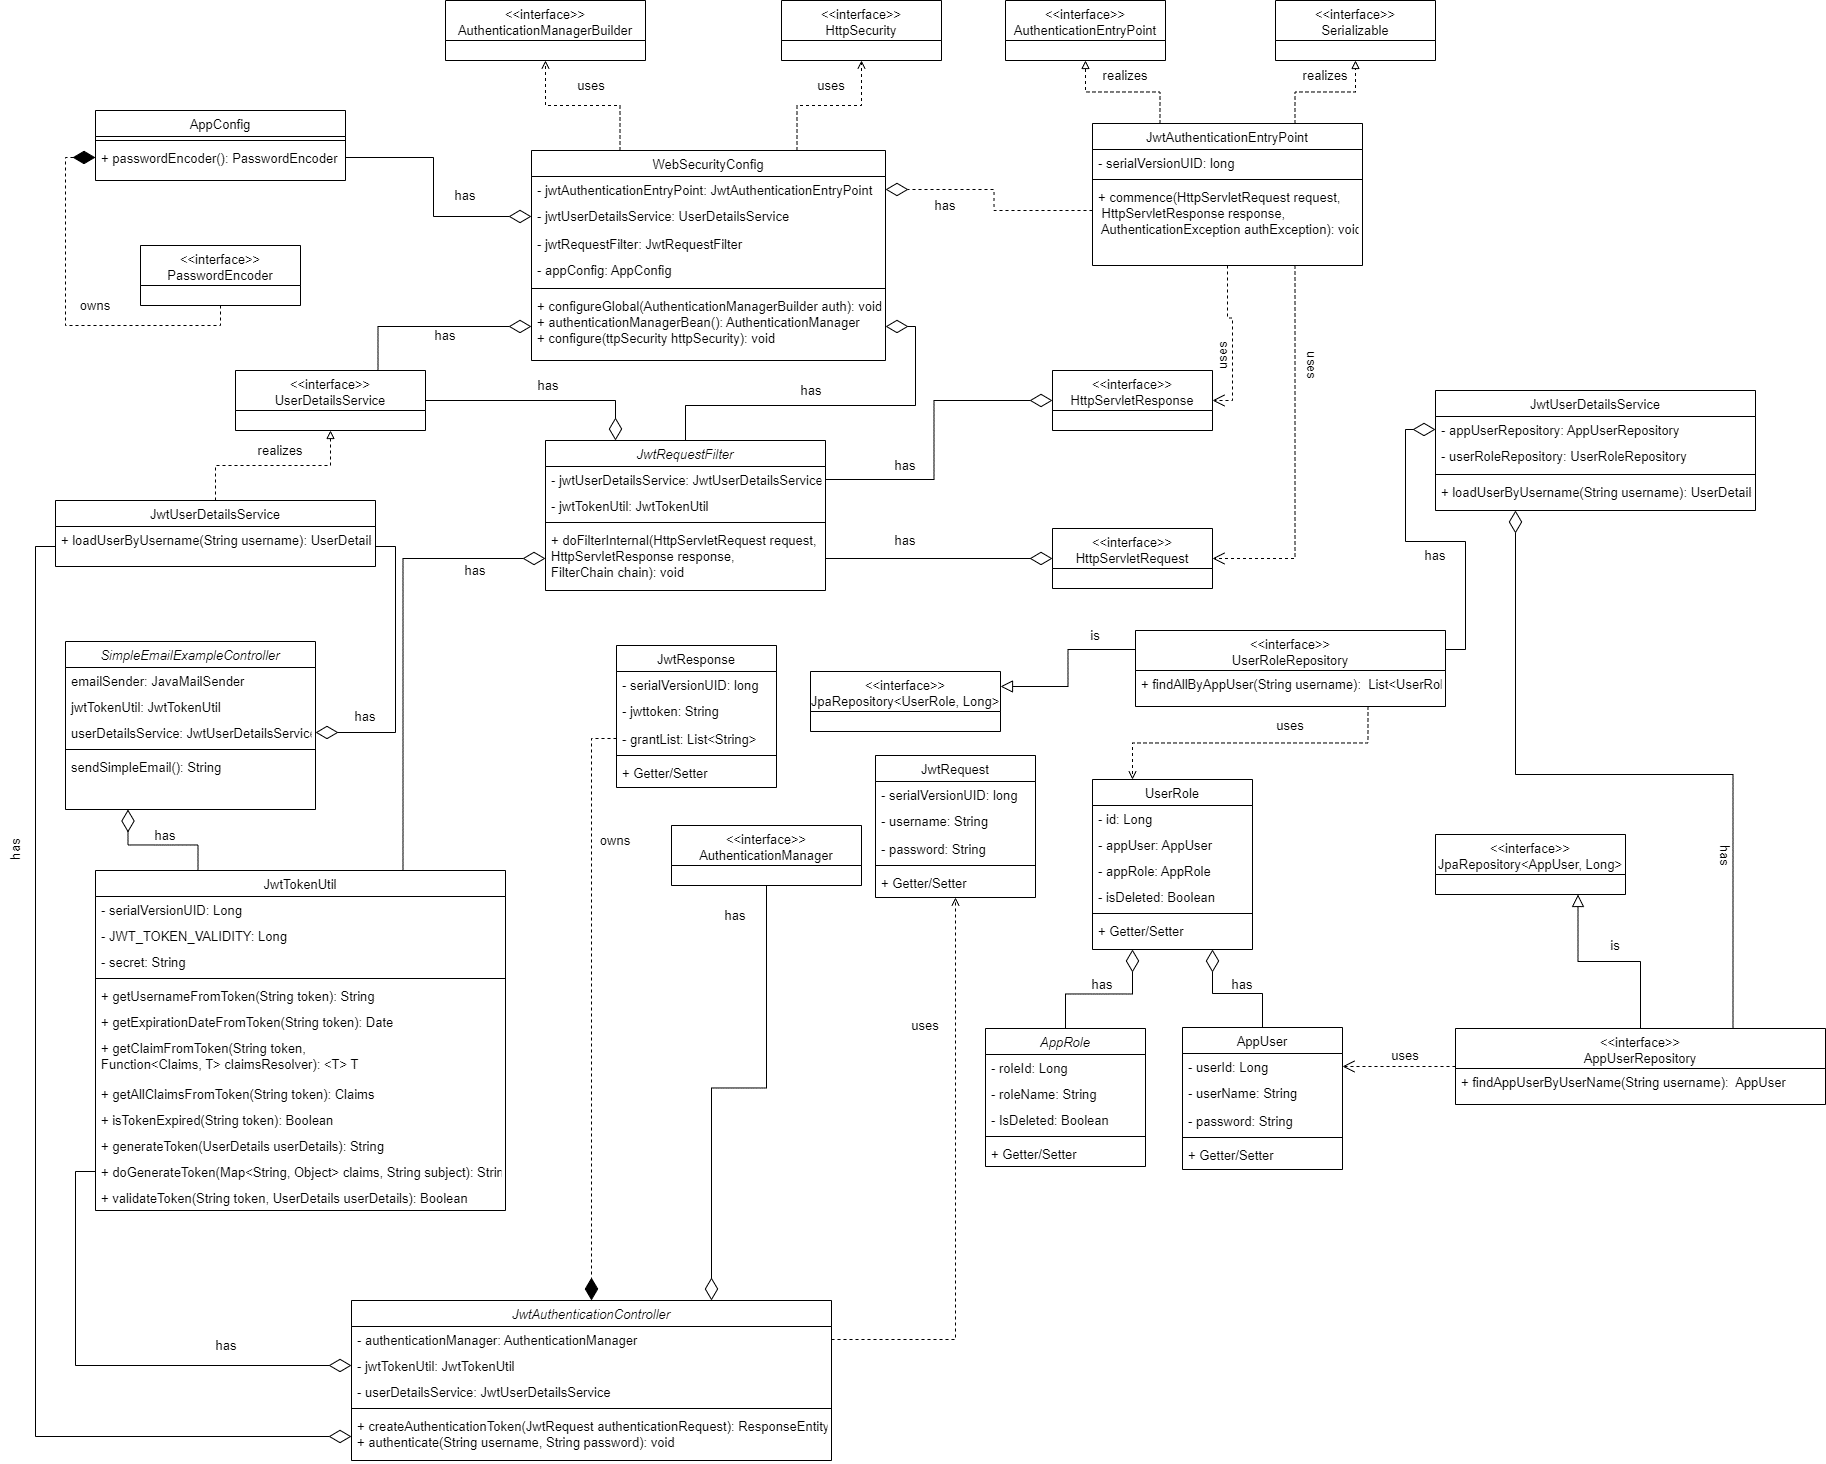 <<interface>>
AuthenticationManagerBuilder
<<interface>>
HttpSecurity
<<interface>>
AuthenticationEntryPoint
<<interface>>
Serializable
uses
uses
realizes
realizes
AppConfig
+ passwordEncoder(): PasswordEncoder
has
<<interface>>
PasswordEncoder
owns
WebSecurityConfig
- jwtAuthenticationEntryPoint: JwtAuthenticationEntryPoint
- jwtUserDetailsService: UserDetailsService
- jwtRequestFilter: JwtRequestFilter
- appConfig: AppConfig
+ configureGlobal(AuthenticationManagerBuilder auth): void
+ authenticationManagerBean(): AuthenticationManager
+ configure(ttpSecurity httpSecurity): void
has
JwtAuthenticationEntryPoint
- serialVersionUID: long
+ commence(HttpServletRequest request,
HttpServletResponse response,
AuthenticationException authException): voic
has
uses
uses
<<interface>>
UserDetailsService
has
has
realizes
<<interface>>
HttpServletResponse
JwtUserDetailsService
- appUserRepository: AppUserRepository
- userRoleRepository: UserRoleRepository
+ loadUserByUsername(String username): UserDetail
JwtRequestFilter
- jwtUserDetailsService: JwtUserDetailsService
- jwtTokenUtil: JwtTokenUtil
+ doFilterInternal(HttpServletRequest request,
HttpServletResponse response,
FilterChain chain): void
has
has
has
<<interface>>
HttpServletRequest
has
JwtUserDetailsService
+ loadUserByUsername(String username): UserDetail
SimpleEmailExampleController
emailSender: JavaMailSender
jwtTokenUtil: JwtTokenUtil
userDetailsService: JwtUserDetailsServic
sendSimpleEmail(): String
has
has
has
JwtResponse
- serialVersionUID: long
- jwttoken: String
- grantList: List<String>
+ Getter/Setter
owns
<<interface>>
JpaRepository<UserRole, Long>
is
<<interface>>
UserRoleRepository
+ findAllByAppUser(String username):  List<UserRol
uses
JwtRequest
- serialVersionUID: long
- username: String
- password: String
+ Getter/Setter
<<interface>>
AuthenticationManager
has
UserRole
- id: Long
- appUser: AppUser
- appRole: AppRole
- isDeleted: Boolean
+ Getter/Setter
has
has
<<interface>>
JpaRepository<AppUser, Long>
has
is
JwtTokenUtil
- serialVersionUID: Long
- JWT_TOKEN_VALIDITY: Long
- secret: String
+ getUsernameFromToken(String token): String
+ getExpirationDateFromToken(String token): Date
+ getClaimFromToken(String token,
Function<Claims, T> claimsResolver): <T> T
+ getAllClaimsFromToken(String token): Claims
+ isTokenExpired(String token): Boolean
+ generateToken(UserDetails userDetails): String
+ doGenerateToken(Map<String, Object> claims, String subject): Strin
+ validateToken(String token, UserDetails userDetails): Boolean
uses
AppRole
- roleId: Long
- roleName: String
- IsDeleted: Boolean
+ Getter/Setter
AppUser
- userId: Long
- userName: String
- password: String
+ Getter/Setter
uses
<<interface>>
AppUserRepository
+ findAppUserByUserName(String username):  AppUser
has
JwtAuthenticationController
- authenticationManager: AuthenticationManager
- jwtTokenUtil: JwtTokenUtil
- userDetailsService: JwtUserDetailsService
+ createAuthenticationToken(JwtRequest authenticationRequest): ResponseEntity
+ authenticate(String username, String password): void